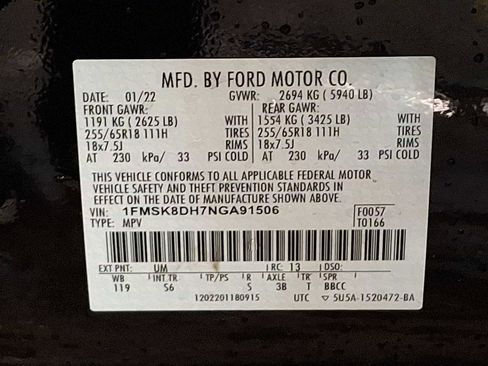 MFD. BY FORD MOTOR CO.
DATE: 01/22 GVWR: 2694 KG ( 5940 LB)
FRONT GAWR: REAR GAWR:
1191 KG ( 2625 LB) 1554 KG ( 3425 LB)
255/65R18 111H TIRES 255/65R18 111H TIRES
18x7.5J RIMS 18x7.5J RIMS
AT 230 kPa/ 33 PSI COLD AT 230 kPa/ 33 PSI COLD
THIS VEHICLE CONFORMS TO ALL APPLICABLE FEDERAL MOTOR
VEHICLE SAFETY AND THEFT PREVENTION STANDARDS IN
EFFECT ON THE DATE OF MANUFACTURE SHOWN ABOVE.
VIN: 1FMSK8DH7NGA91506 F0057
TYPE: MPV T0166
EXT PNT: UM RC: 13 DSO:
WB INT TR TP/PS R AXLE TR SPR
119 S6 S 3B T BBCC
1202201180915 UTC ▽ 5U5A-1520472-BA